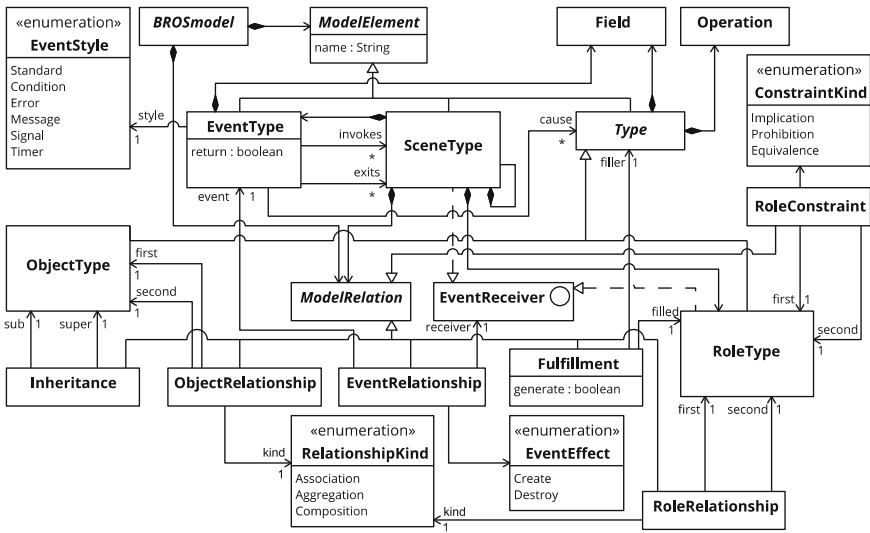 «enumeration»
EventStyle
Standard
Condition
Error
Message
Signal
Timer
BROSmodel
ModelElement
name : String
Field
Operation
«enumeration»
ConstraintKind
Implication
Prohibition
Equivalence
style
1
EventType
return : boolean
invokes
*
exits
*
SceneType
cause
*
Type
filler
1
event
1
RoleConstraint
ObjectType
first
1
second
1
sub
1
super
1
ModelRelation
EventReceiver
receiver
1
filled
1
first
1
second
1
RoleType
Inheritance
ObjectRelationship
EventRelationship
Fulfillment
generate : boolean
first
1
second
1
kind
1
«enumeration»
RelationshipKind
Association
Aggregation
Composition
«enumeration»
EventEffect
Create
Destroy
kind
1
RoleRelationship